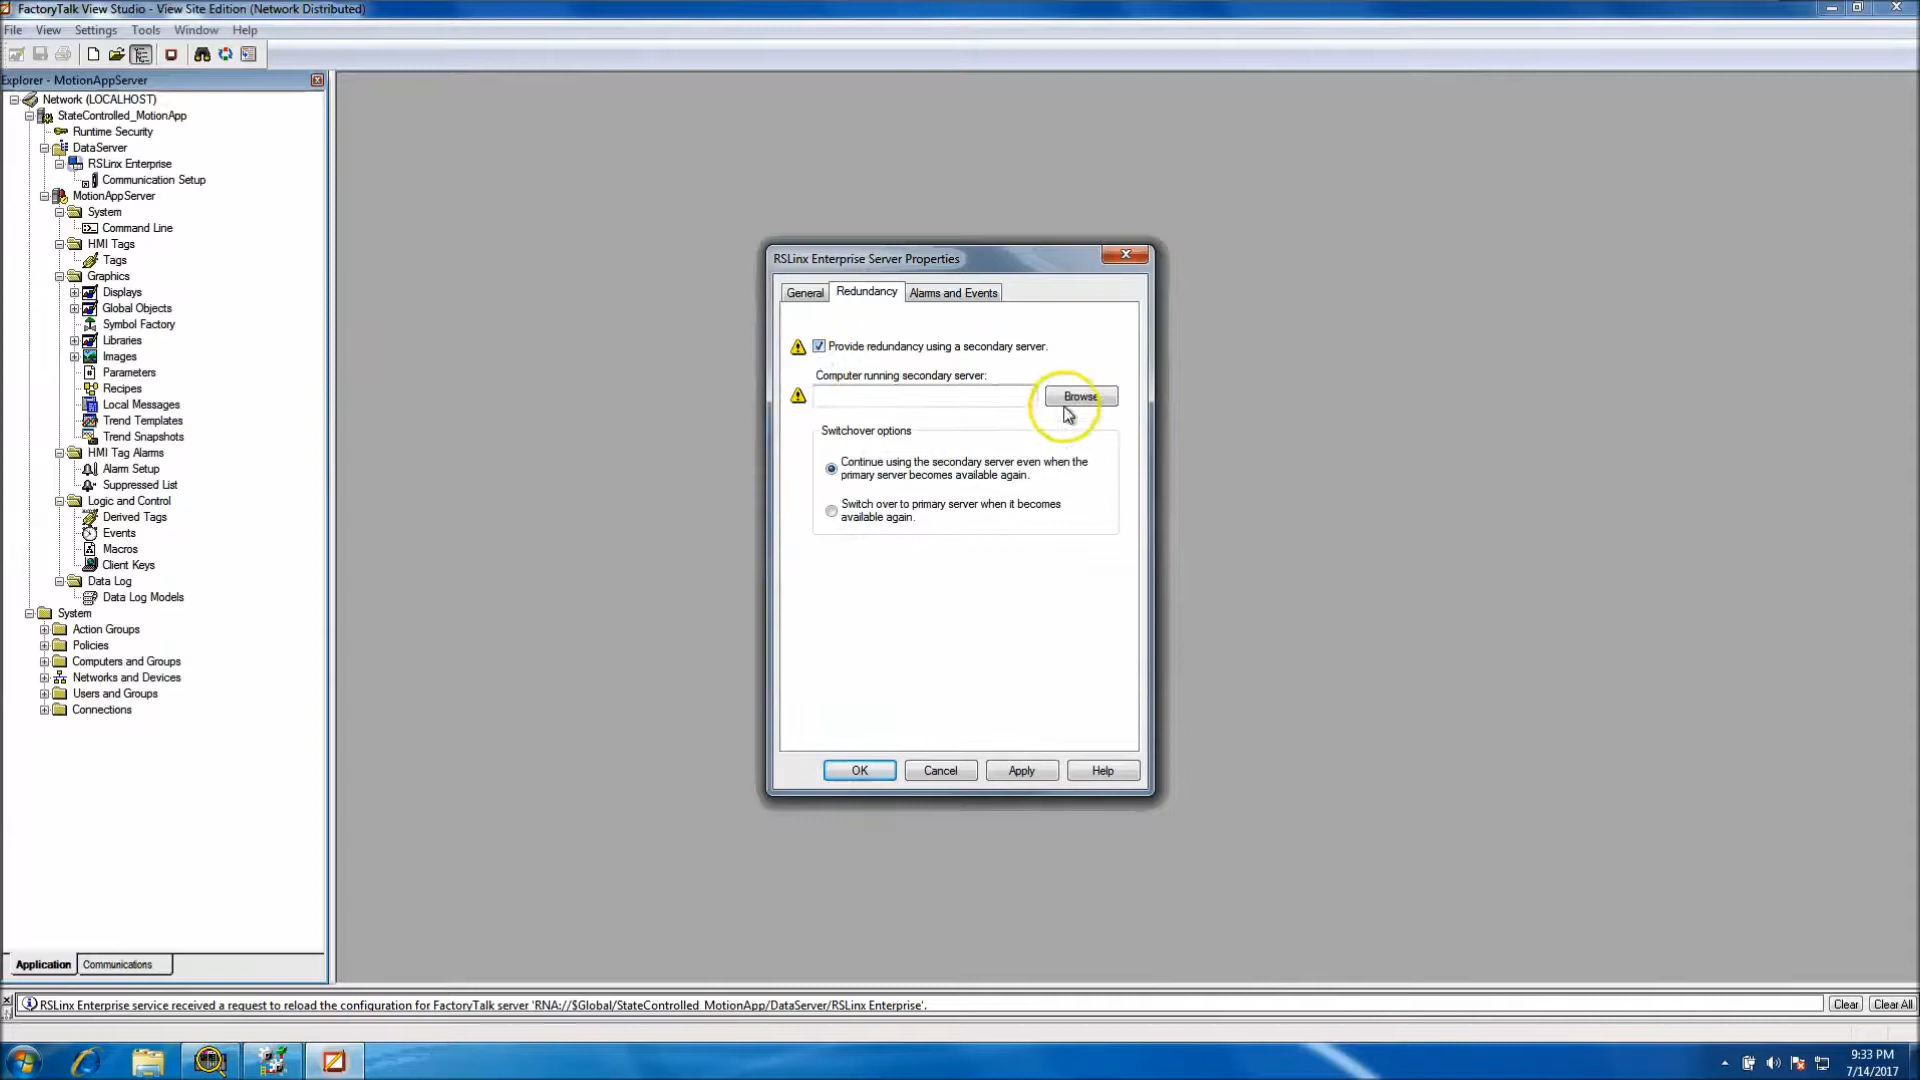 FactoryTalk View Studio - View Site Edition (Network Distributed)
File View Settings Tools Window Help
Explorer - MotionAppServer
Network (LOCALHOST)
StateControlled_MotionApp
Runtime Security
DataServer
RSLinx Enterprise
Communication Setup
MotionAppServer
System
Command Line
HMI Tags
Tags
Graphics
Displays
Global Objects
Symbol Factory
Libraries
Images
Parameters
Recipes
Local Messages
Trend Templates
Trend Snapshots
HMI Tag Alarms
Alarm Setup
Suppressed List
Logic and Control
Derived Tags
Events
Macros
Client Keys
Data Log
Data Log Models
System
Action Groups
Policies
Computers and Groups
Networks and Devices
Users and Groups
Connections
Application Communications
RSLinx Enterprise Server Properties
General Redundancy Alarms and Events
Provide redundancy using a secondary server.
Computer running secondary server:
Browse
Switchover options
Continue using the secondary server even when the
primary server becomes available again.
Switch over to primary server when it becomes
available again.
OK Cancel Apply Help
RSLinx Enterprise service received a request to reload the configuration for FactoryTalk server 'RNA://$Global/StateControlled_MotionApp/DataServer/RSLinx Enterprise'.
Clear Clear All
9:33 PM
7/14/2017